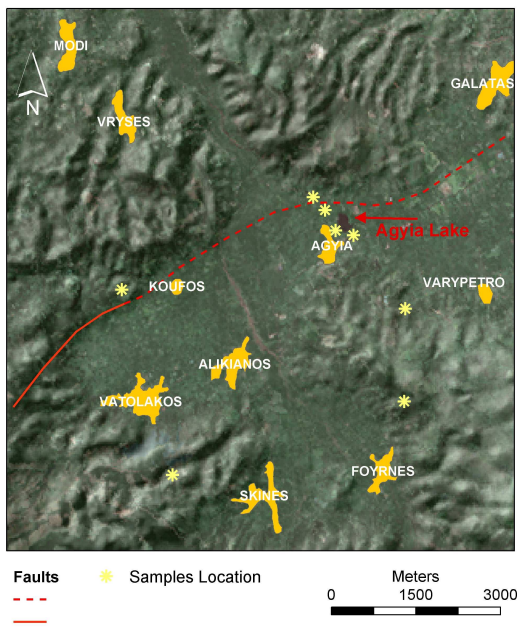 MODI
GALATAS
N
VRYSES
Agyia Lake
AGYIA
KOUFOS
VARYPETRO
ALIKIANOS
VATOLAKOS
FOYRNES
SKINES
Faults
Samples Location
Meters
0 1500 3000